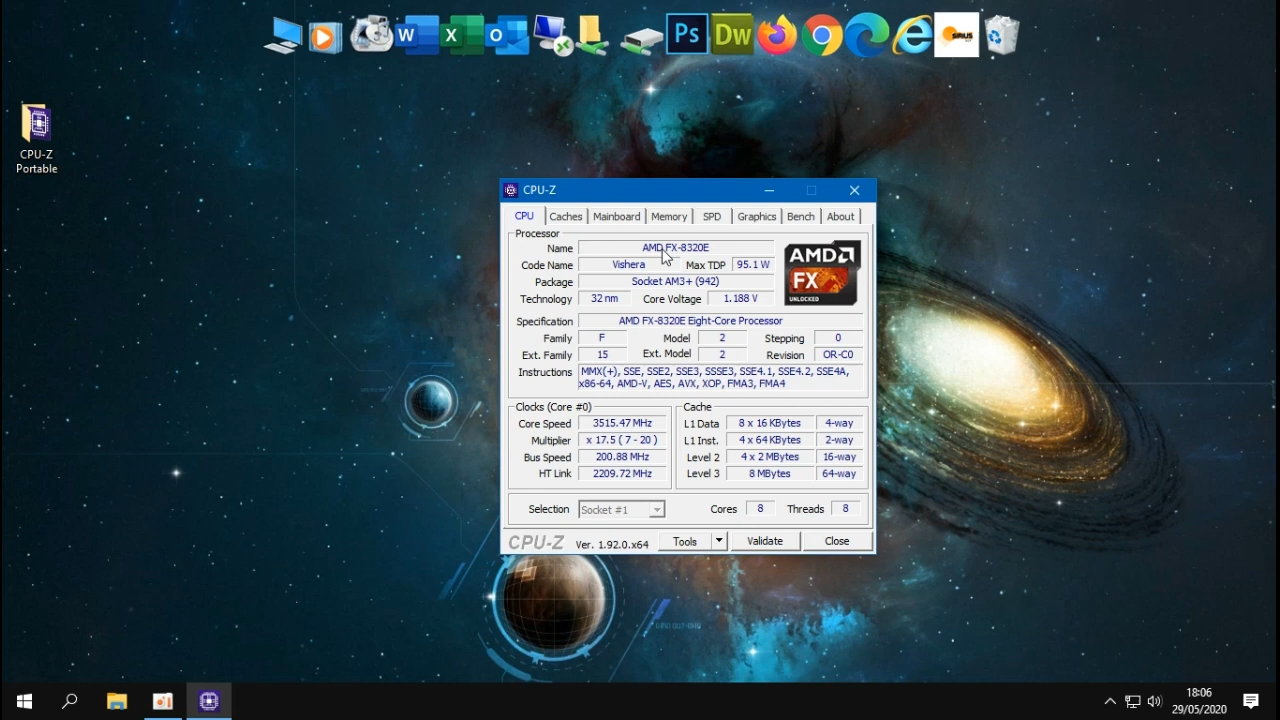 W
X
O
Ps
Dw
SIRIUS
CPU-Z
Portable
CPU-Z
CPU Caches Mainboard Memory SPD Graphics Bench About
Processor
Name AMD FX-8320E
Code Name Vishera Max TDP 95.1 W
Package Socket AM3+ (942)
Technology 32 nm Core Voltage 1.188 V
AMD
FX
UNLOCKED
Specification AMD FX-8320E Eight-Core Processor
Family F Model 2 Stepping 0
Ext. Family 15 Ext. Model 2 Revision OR-C0
Instructions MMX(+), SSE, SSE2, SSE3, SSSE3, SSE4.1, SSE4.2, SSE4A,
x86-64, AMD-V, AES, AVX, XOP, FMA3, FMA4
Clocks (Core #0)
Core Speed 3515.47 MHz
Multiplier x 17.5 ( 7 - 20 )
Bus Speed 200.88 MHz
HT Link 2209.72 MHz
Cache
L1 Data 8 x 16 KBytes 4-way
L1 Inst. 4 x 64 KBytes 2-way
Level 2 4 x 2 MBytes 16-way
Level 3 8 MBytes 64-way
Selection Socket #1 Cores 8 Threads 8
CPU-Z Ver. 1.92.0.x64 Tools Validate Close
18:06
29/05/2020